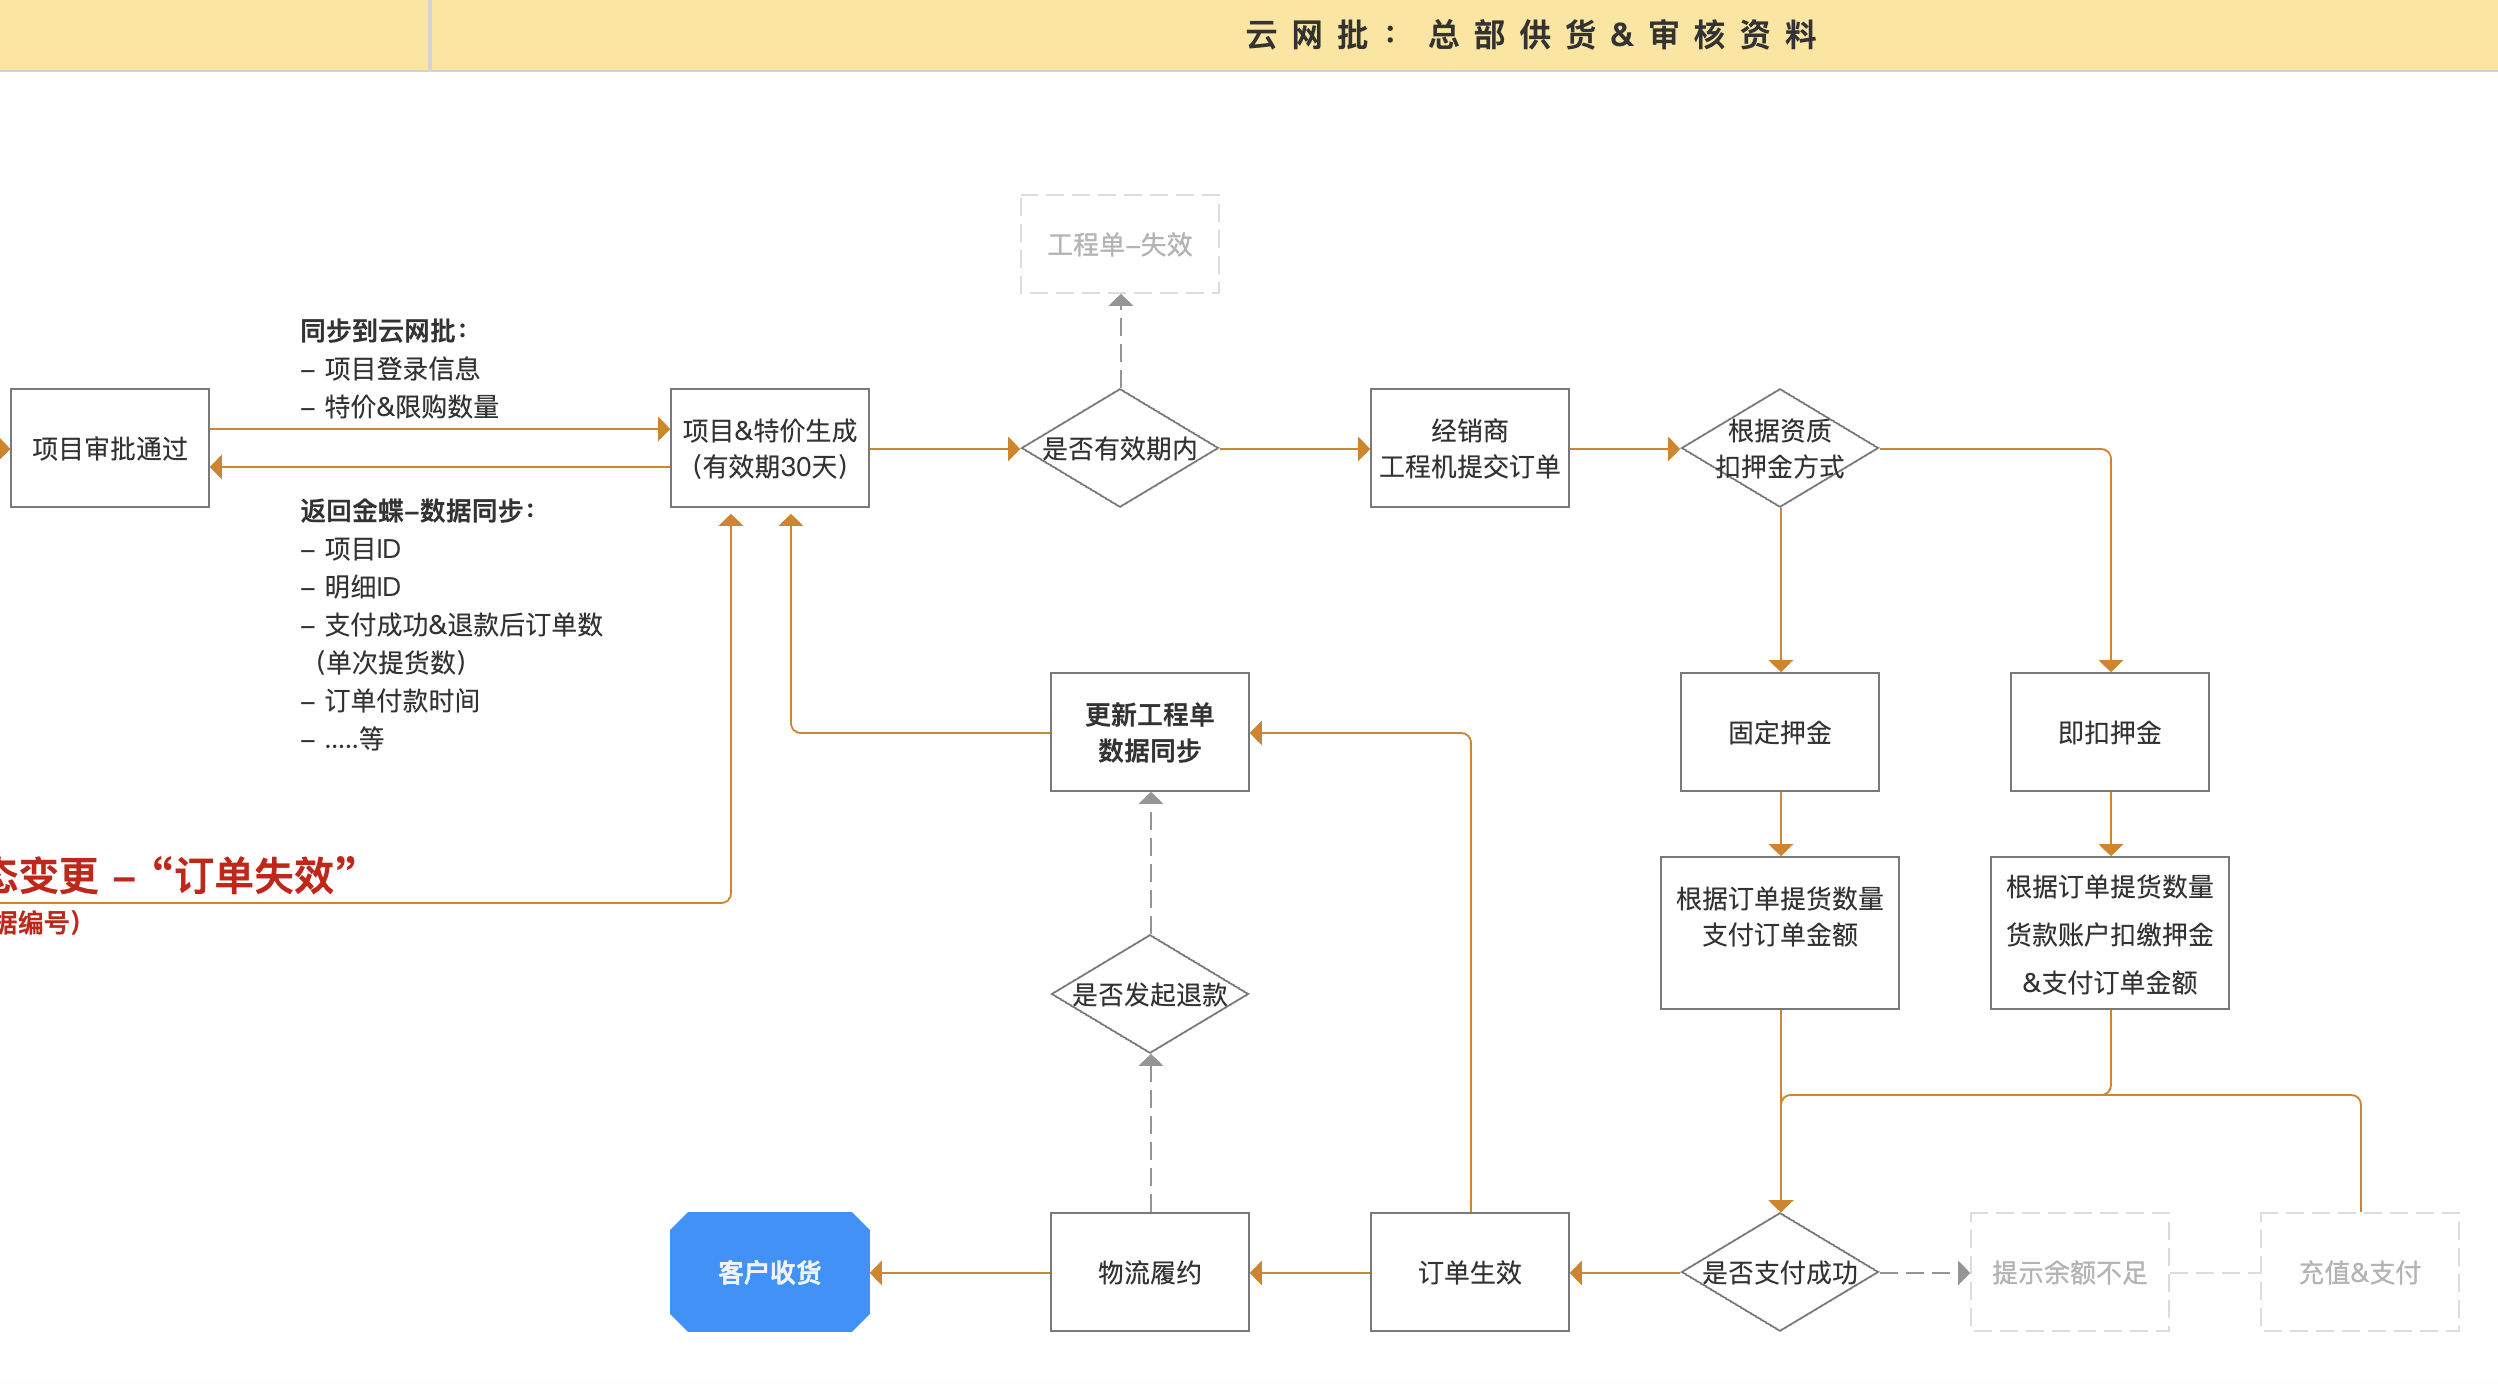 云网批：总部供货&审核资料
工程单–失效
同步到云网批：
– 项目登录信息
– 特价&限购数量
项目审批通过
项目&特价生成
（有效期30天）
是否有效期内
经销商
工程机提交订单
根据资质
扣押金方式
返回金蝶–数据同步：
– 项目ID
– 明细ID
– 支付成功&退款后订单数
（单次提货数）
– 订单付款时间
– .....等
更新工程单
数据同步
固定押金
即扣押金
变更 – “订单失效”
据编号）
根据订单提货数量
支付订单金额
根据订单提货数量
货款账户扣缴押金
&支付订单金额
是否发起退款
客户收货
物流履约
订单生效
是否支付成功
提示余额不足
充值&支付